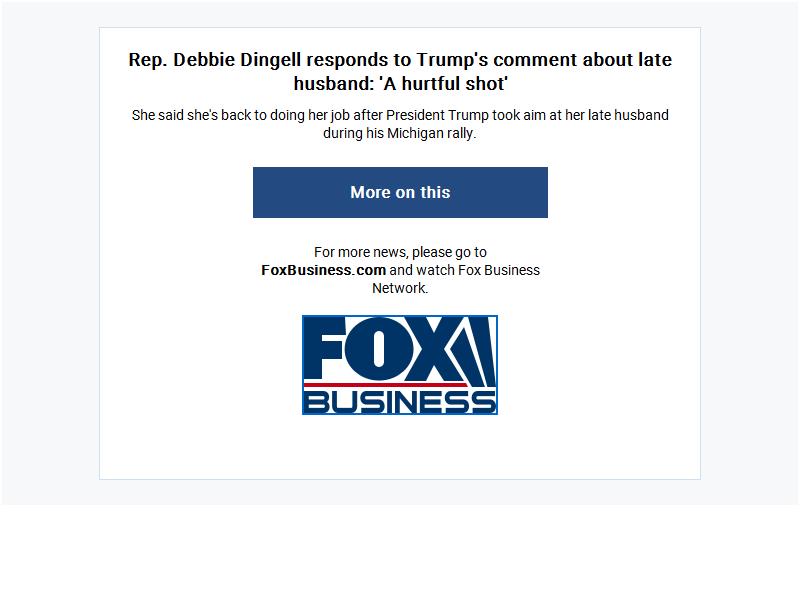 Rep. Debbie Dingell responds to Trump's comment about late
husband: 'A hurtful shot'
She said she's back to doing her job after President Trump took aim at her late husband
during his Michigan rally.
More on this
For more news, please go to
FoxBusiness.com and watch Fox Business
Network.
FOX
BUSINESS